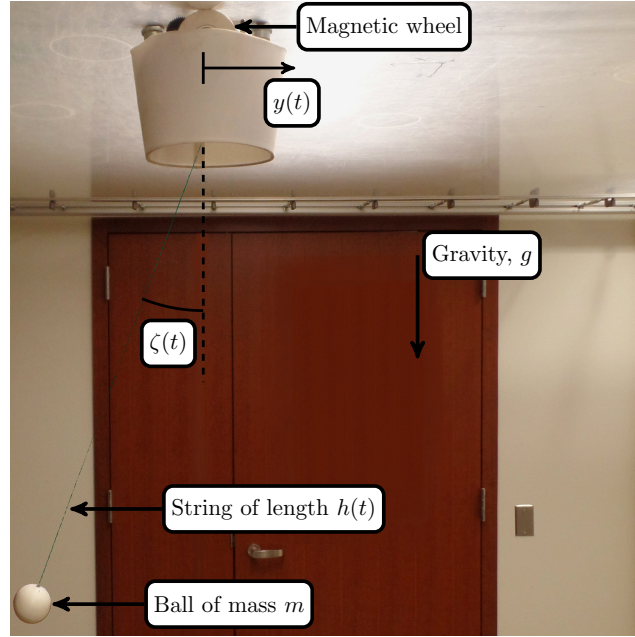 Magnetic wheel
y(t)
Gravity, g
ζ(t)
String of length h(t)
Ball of mass m